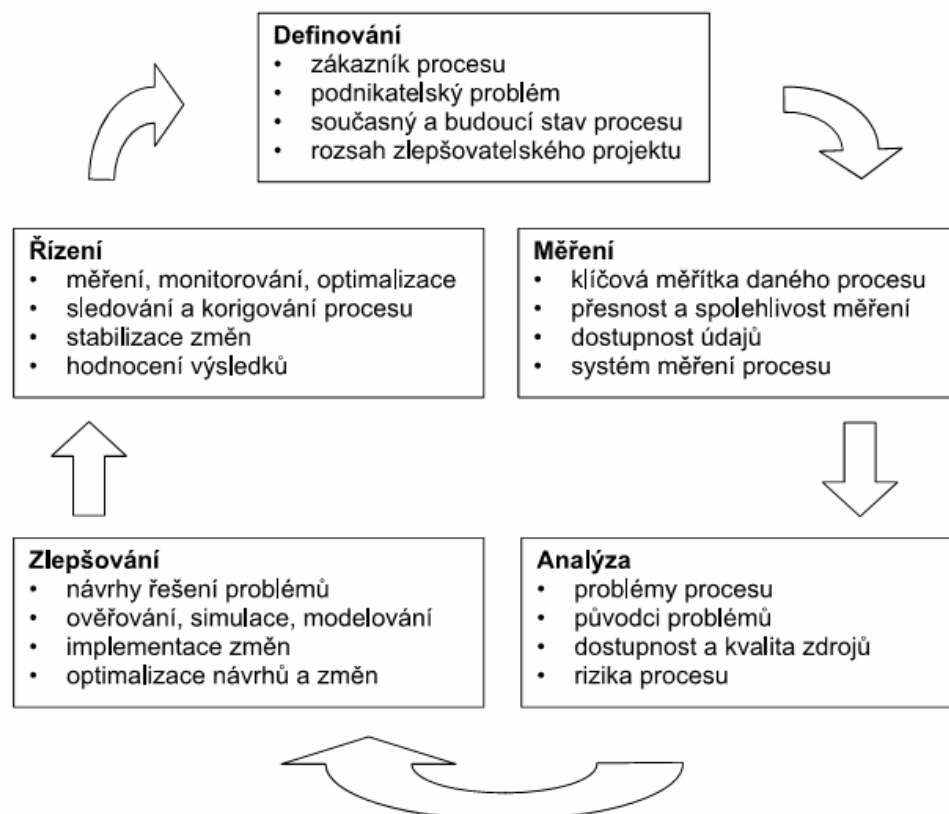 Definování
• zákazník procesu
• podnikatelský problém
• současný a budoucí stav procesu
• rozsah zlepšovatelského projektu
Řízení
• měření, monitorování, optimalizace
• sledování a korigování procesu
• stabilizace změn
• hodnocení výsledků
Měření
• klíčová měřítka daného procesu
• přesnost a spolehlivost měření
• dostupnost údajů
• systém měření procesu
Zlepšování
• návrhy řešení problémů
• ověřování, simulace, modelování
• implementace změn
• optimalizace návrhů a změn
Analýza
• problémy procesu
• původci problémů
• dostupnost a kvalita zdrojů
• rizika procesu